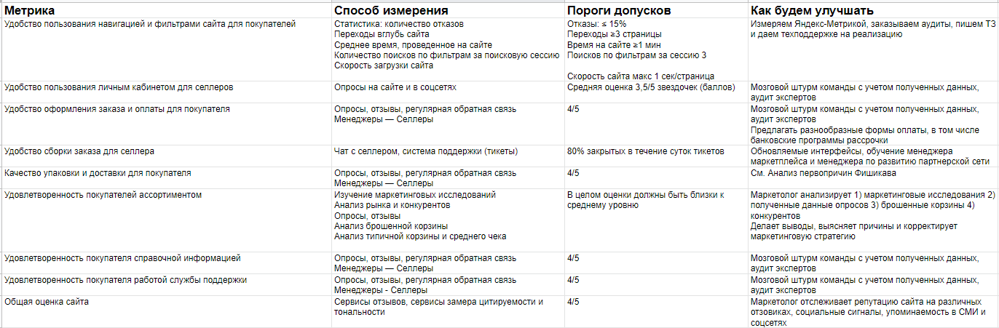 Метрика
Способ измерения
Пороги допусков
Как будем улучшать
Удобство пользования навигацией и фильтрами сайта для покупателей
Статистика: количество отказов
Переходы вглубь сайта
Среднее время, проведенное на сайте
Количество поисков по фильтрам за поисковую сессию
Скорость загрузки сайта
Отказы: ≤ 15%
Переходы ≥3 страницы
Время на сайте ≥1 мин
Поисков по фильтрам за сессию 3
Скорость сайта макс 1 сек/страница
Измеряем Яндекс-Метрикой, заказываем аудиты, пишем ТЗ
и даем техподдержке на реализацию
Удобство пользования личным кабинетом для селлеров
Опросы на сайте и в соцсетях
Средняя оценка 3,5/5 звездочек (баллов)
Мозговой штурм команды с учетом полученных данных,
аудит экспертов
Удобство оформления заказа и оплаты для покупателя
Опросы, отзывы, регулярная обратная связь
Менеджеры — Селлеры
4/5
Мозговой штурм команды с учетом полученных данных,
аудит экспертов
Предлагать разнообразные формы оплаты, в том числе
банковские программы рассрочки
Удобство сборки заказа для селлера
Чат с селлером, система поддержки (тикеты)
80% закрытых в течение суток тикетов
Обновляемые интерфейсы, обучение менеджера
маркетплейса и менеджера по развитию партнерской сети
Качество упаковки и доставки для покупателя
Опросы, отзывы, регулярная обратная связь
Менеджеры — Селлеры
4/5
См. Анализ первопричин Фишикава
Удовлетворенность покупателей ассортиментом
Изучение маркетинговых исследований
Анализ рынка и конкурентов
Опросы, отзывы
Анализ брошенной корзины
Анализ типичной корзины и среднего чека
В целом оценки должны быть близки к
среднему уровню
Маркетолог анализирует 1) маркетинговые исследования 2)
полученные данные опросов 3) брошенные корзины 4)
конкурентов
Делает выводы, выясняет причины и корректирует
маркетинговую стратегию
Удовлетворенность покупателя справочной информацией
Опросы, отзывы, регулярная обратная связь
Менеджеры — Селлеры
4/5
Мозговой штурм команды с учетом полученных данных,
аудит экспертов
Удовлетворенность покупателя работой службы поддержки
Опросы, отзывы, регулярная обратная связь
Менеджеры - Селлеры
4/5
Мозговой штурм команды с учетом полученных данных,
аудит экспертов
Общая оценка сайта
Сервисы отзывов, сервисы замера цитируемости и
тональности
4/5
Маркетолог отслеживает репутацию сайта на различных
отзовиках, социальные сигналы, упоминаемость в СМИ и
соцсетях